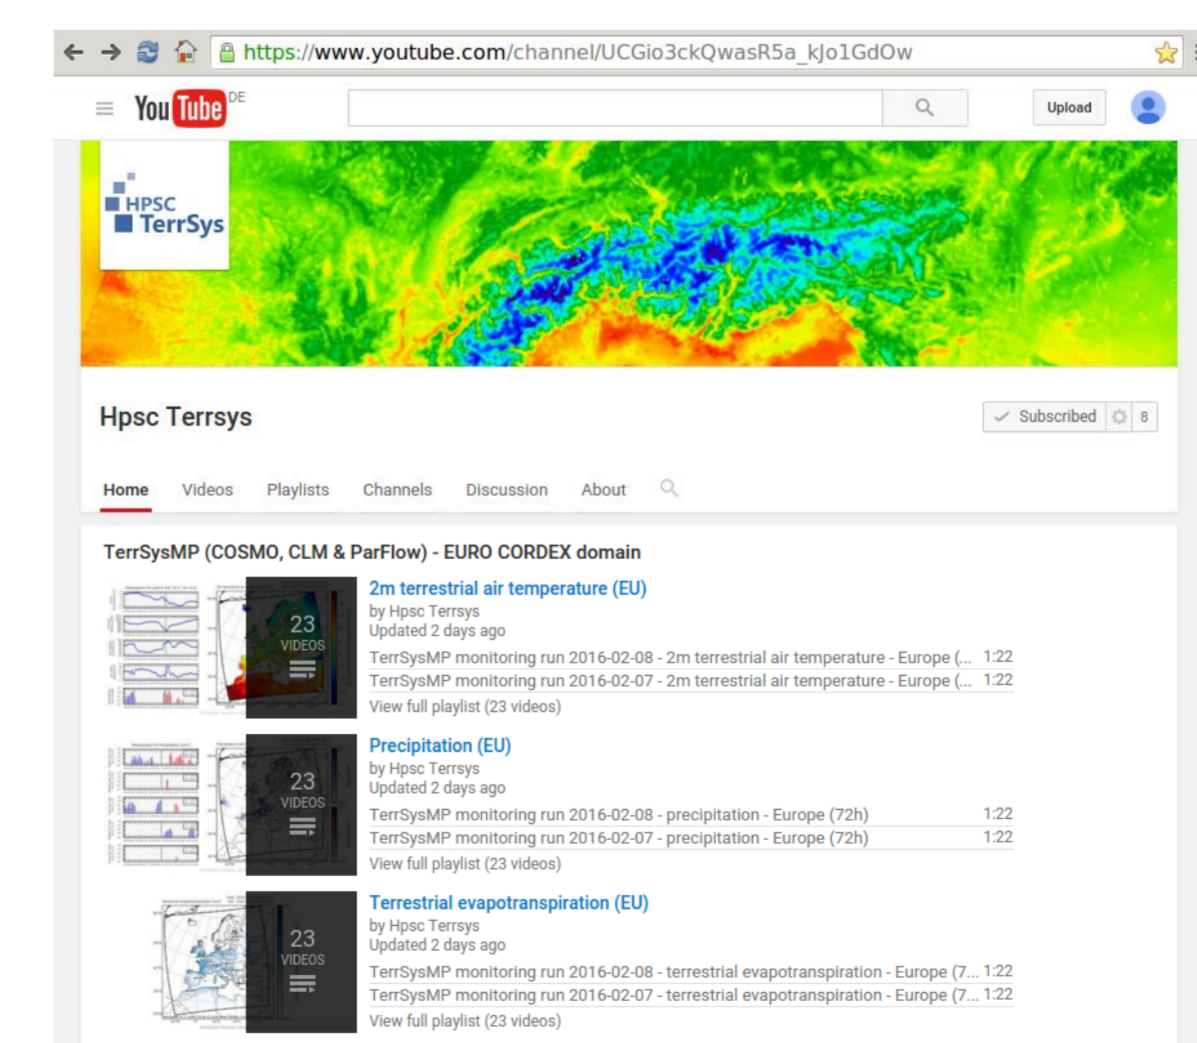 https://www.youtube.com/channel/UCGio3ckQwasR5a_kJo1GdOw
YouTube DE
Upload
HPSC
TerrSys
Hpsc Terrsys
Subscribed 8
Home Videos Playlists Channels Discussion About
TerrSysMP (COSMO, CLM & ParFlow) - EURO CORDEX domain
23
VIDEOS
2m terrestrial air temperature (EU)
by Hpsc Terrsys
Updated 2 days ago
TerrSysMP monitoring run 2016-02-08 - 2m terrestrial air temperature - Europe (... 1:22
TerrSysMP monitoring run 2016-02-07 - 2m terrestrial air temperature - Europe (... 1:22
View full playlist (23 videos)
23
VIDEOS
Precipitation (EU)
by Hpsc Terrsys
Updated 2 days ago
TerrSysMP monitoring run 2016-02-08 - precipitation - Europe (72h) 1:22
TerrSysMP monitoring run 2016-02-07 - precipitation - Europe (72h) 1:22
View full playlist (23 videos)
23
VIDEOS
Terrestrial evapotranspiration (EU)
by Hpsc Terrsys
Updated 2 days ago
TerrSysMP monitoring run 2016-02-08 - terrestrial evapotranspiration - Europe (7... 1:22
TerrSysMP monitoring run 2016-02-07 - terrestrial evapotranspiration - Europe (7... 1:22
View full playlist (23 videos)